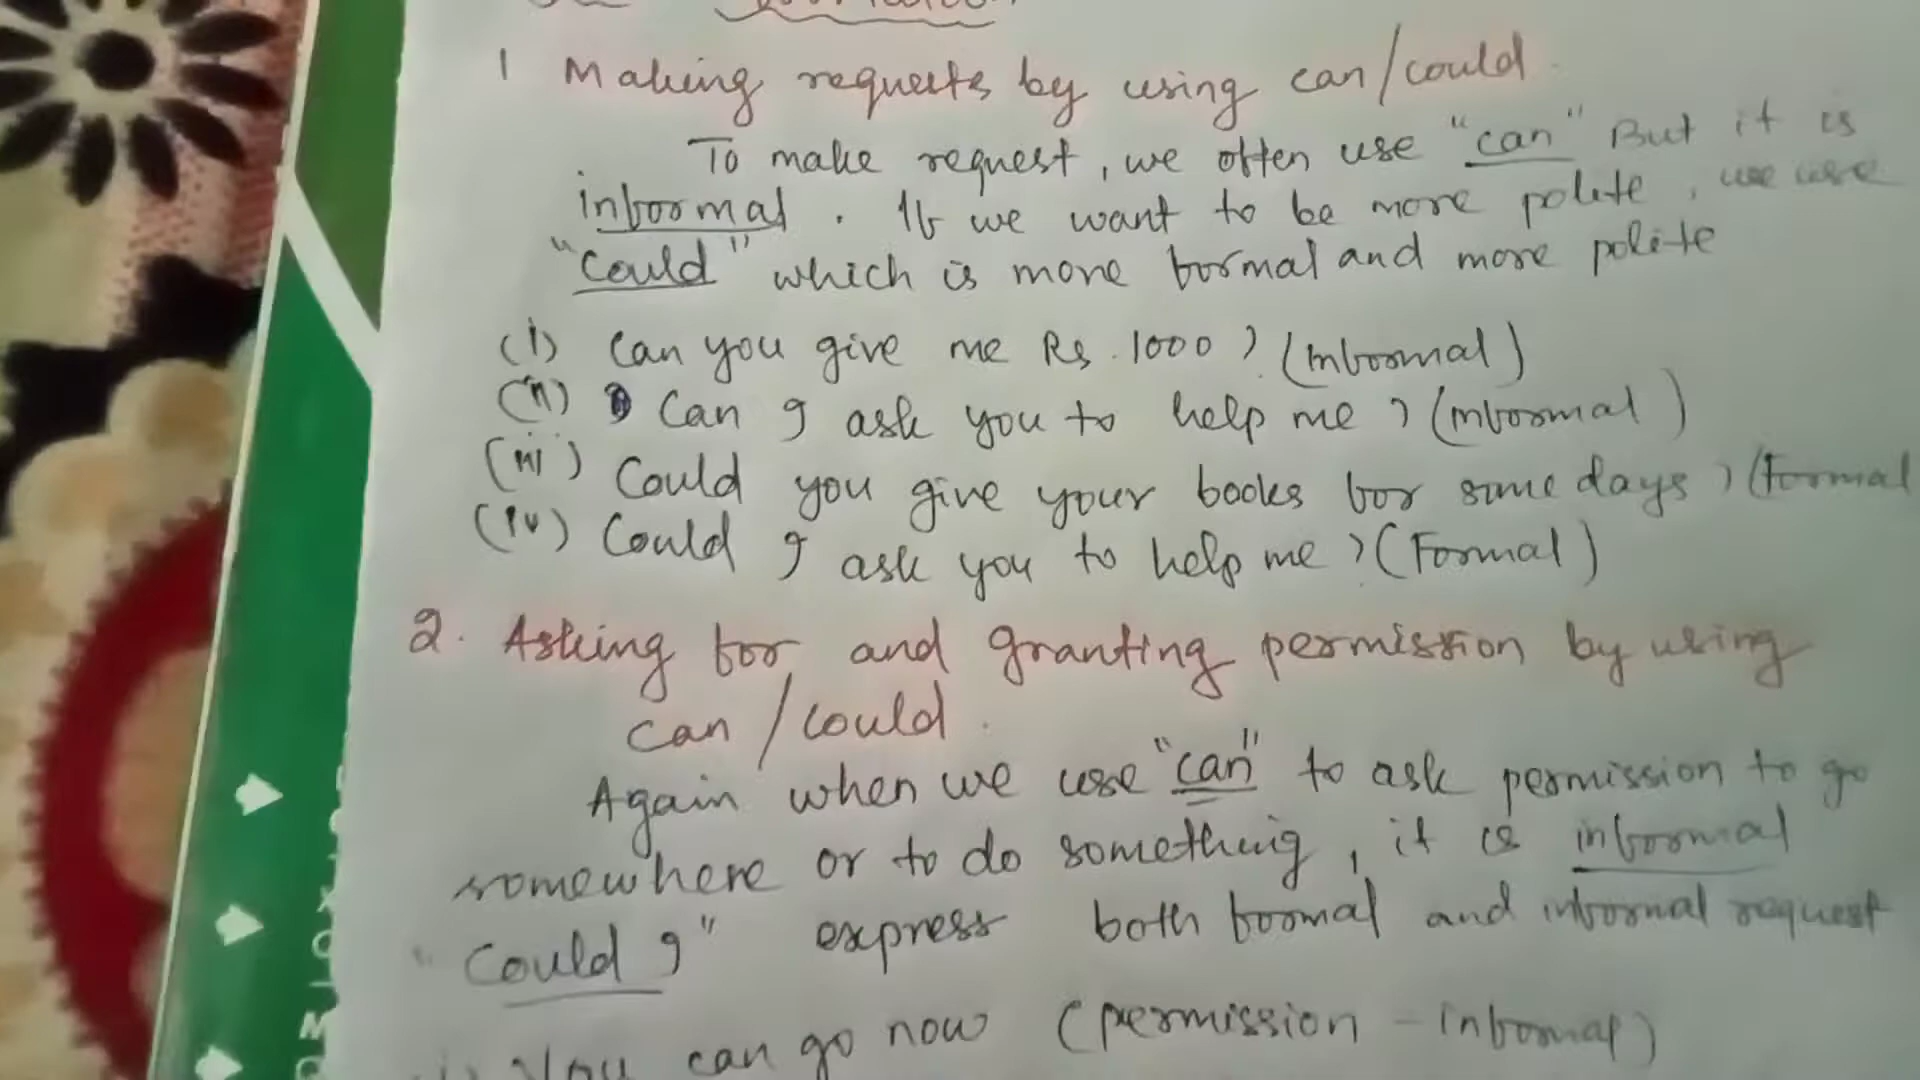 1 Making requests by using can/could.
To make request, we often use "can" But it is
informal. If we want to be more polite, we use
"Could" which is more formal and more polite
(i) Can you give me Rs. 1000? (Informal)
(ii) Can I ask you to help me? (Informal)
(iii) Could you give your books for some days? (Formal
(iv) Could I ask you to help me? (Formal)
2. Asking for and granting permission by using
can/could.
Again when we use "can" to ask permission to go
somewhere or to do something, it is informal
"Could I" express both formal and informal request
You can go now (permission - informal)